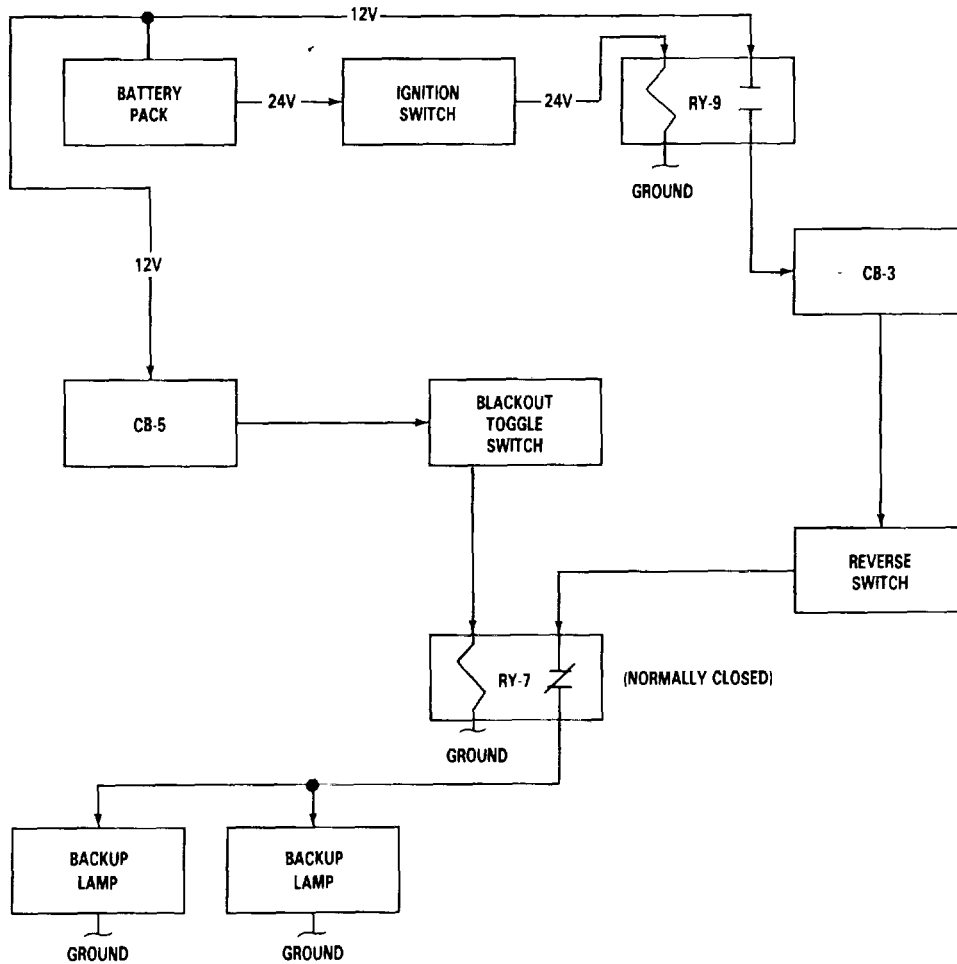 12V
BATTERY
PACK
24V
IGNITION
SWITCH
24V
RY-9
GROUND
12V
CB-3
CB-5
BLACKOUT
TOGGLE
SWITCH
REVERSE
SWITCH
RY-7
(NORMALLY CLOSED)
GROUND
BACKUP
LAMP
BACKUP
LAMP
GROUND
GROUND